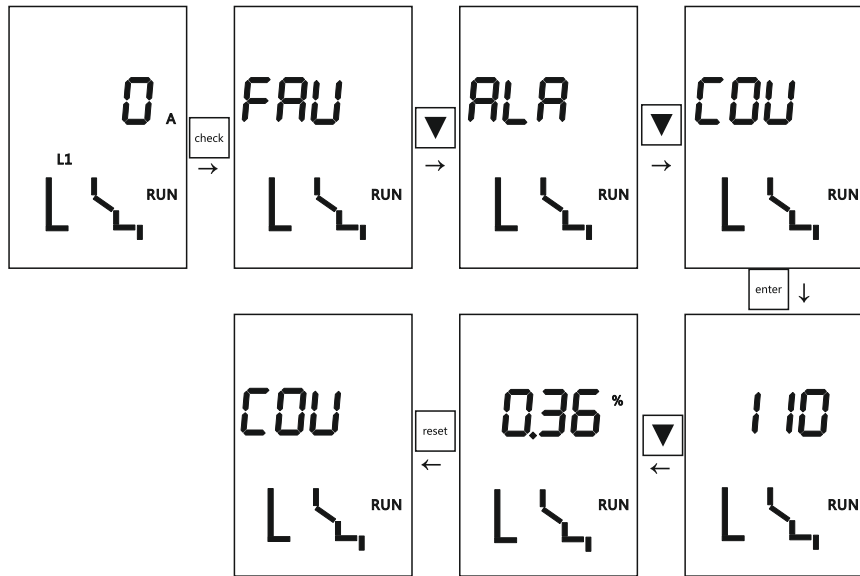 0 A
L1
RUN
check
→
FAU
RUN
▼
→
ALA
RUN
▼
→
COU
RUN
enter ↓
110
RUN
▼
←
0.36 %
RUN
reset
←
COU
RUN